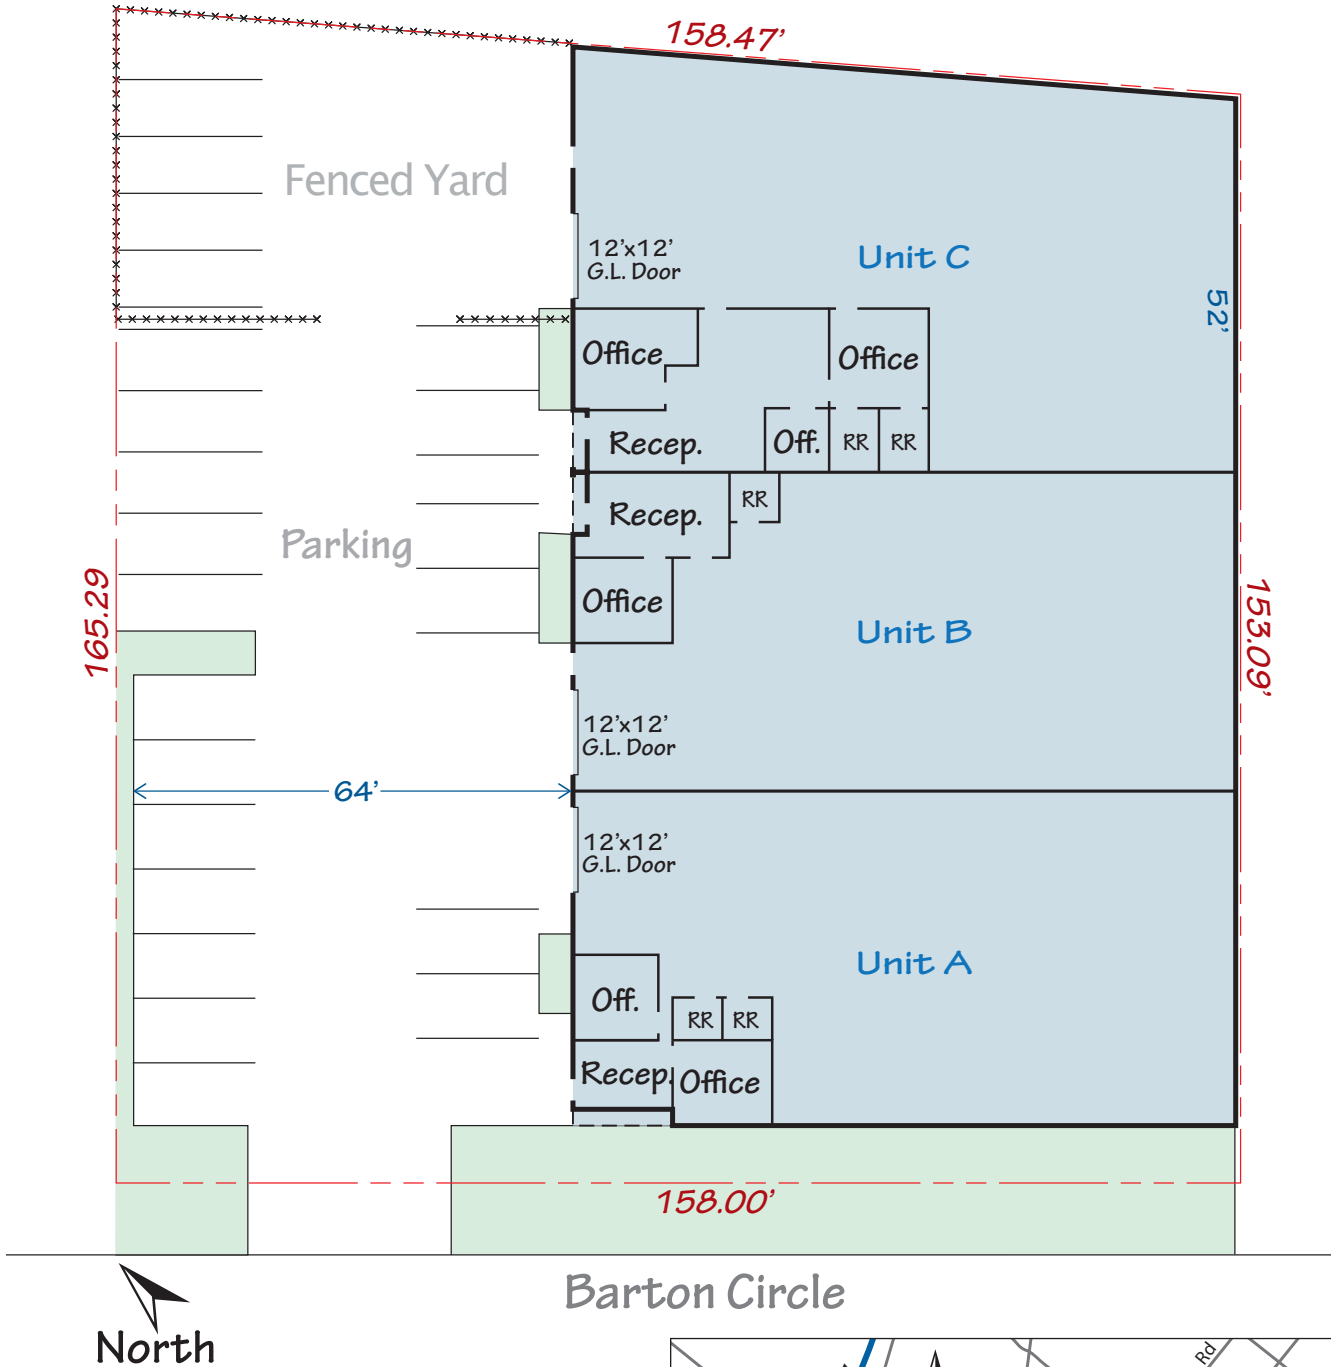 158.47'
Fenced Yard
12'x12'
G.L. Door
Unit C
52'
Office
Office
Recep.
Off.
RR
RR
Recep.
RR
Parking
Office
165.29
Unit B
153.09'
12'x12'
G.L. Door
64'
12'x12'
G.L. Door
Unit A
Off.
RR
RR
Recep.
Office
158.00'
Barton Circle
North
Rd